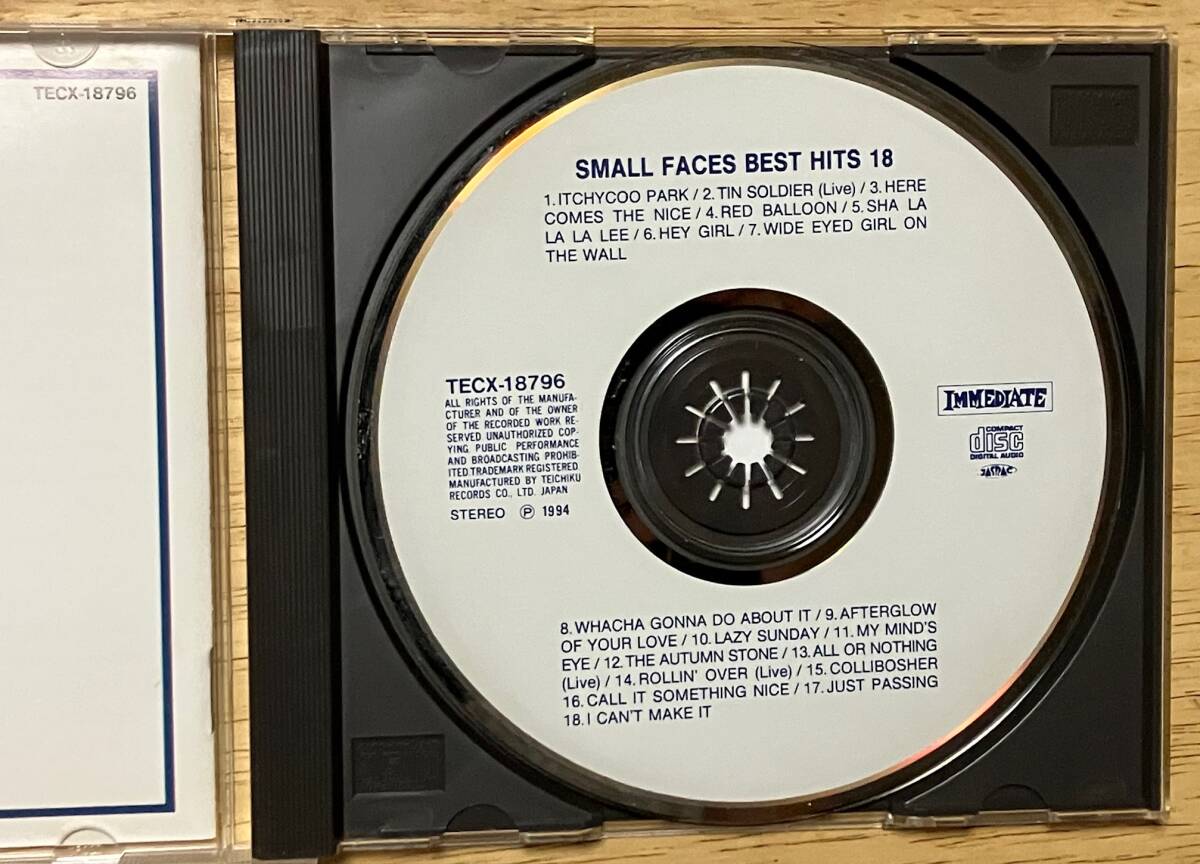 TECX-18796
SMALL FACES BEST HITS 18
1.ITCHYCOO PARK / 2.TIN SOLDIER (Live) / 3.HERE
COMES THE NICE / 4.RED BALLOON / 5.SHA LA
LA LA LEE / 6.HEY GIRL / 7.WIDE EYED GIRL ON
THE WALL
TECX-18796
ALL RIGHTS OF THE MANUFA-
CTURER AND OF THE OWNER
OF THE RECORDED WORK RE-
SERVED UNAUTHORIZED COP-
YING PUBLIC PERFORMANCE
AND BROADCASTING PROHIB-
ITED.TRADEMARK REGISTERED
MANUFACTURED BY TEICHIKU
RECORDS CO., LTD. JAPAN
STEREO Ⓟ 1994
IMMEDIATE
COMPACT
disc
DIGITAL AUDIO
JASRAC
8.WHACHA GONNA DO ABOUT IT / 9.AFTERGLOW
OF YOUR LOVE / 10.LAZY SUNDAY / 11.MY MIND'S
EYE / 12.THE AUTUMN STONE / 13.ALL OR NOTHING
(Live) / 14.ROLLIN' OVER (Live) / 15.COLLIBOSHER
16.CALL IT SOMETHING NICE / 17.JUST PASSING
18.I CAN'T MAKE IT